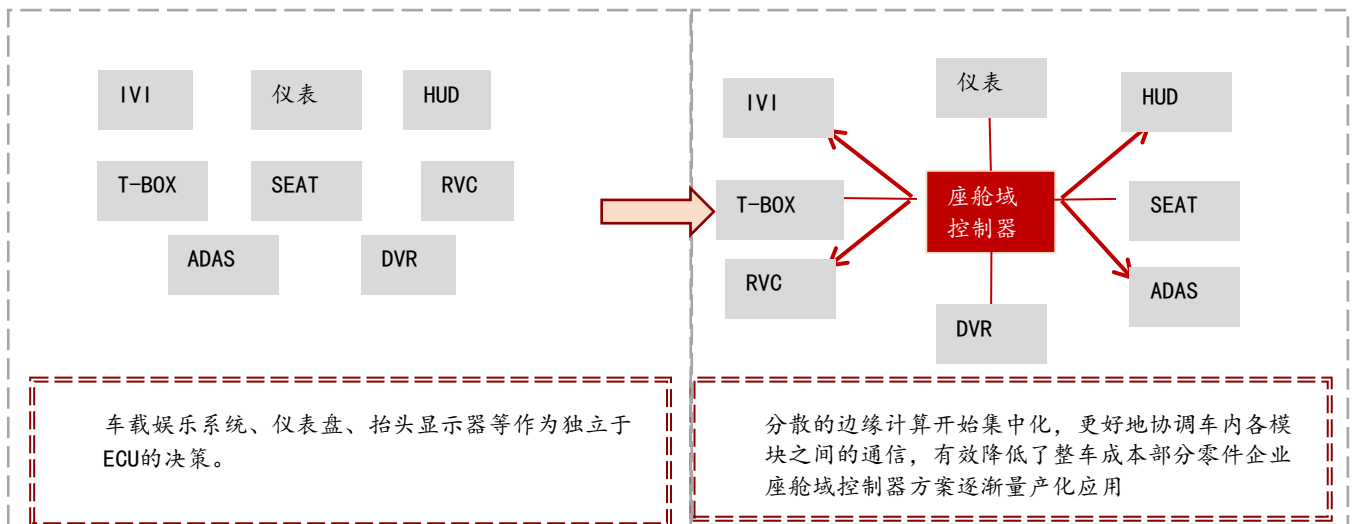 IVI
仪表
HUD
T-BOX
SEAT
RVC
ADAS
DVR
车载娱乐系统、仪表盘、抬头显示器等作为独立于
ECU的决策。
IVI
仪表
HUD
T-BOX
座舱域
控制器
SEAT
RVC
ADAS
DVR
分散的边缘计算开始集中化，更好地协调车内各模
块之间的通信，有效降低了整车成本部分零件企业
座舱域控制器方案逐渐量产化应用